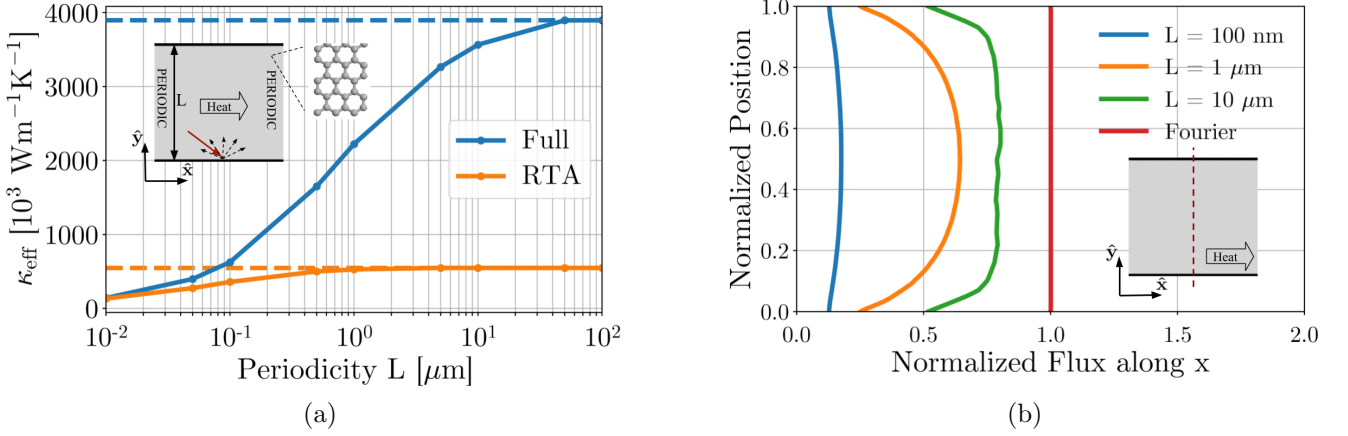 4000
3000
2000
1000
0
κ_eff [10³ Wm⁻¹K⁻¹]
10⁻²
10⁻¹
10⁰
10¹
10²
Periodicity L [μm]
PERIODIC
L
Heat
PERIODIC
ŷ
x̂
Full
RTA
(a)
1.0
0.8
0.6
0.4
0.2
0.0
Normalized Position
0.0
0.5
1.0
1.5
2.0
Normalized Flux along x
L = 100 nm
L = 1 μm
L = 10 μm
Fourier
Heat
ŷ
x̂
(b)